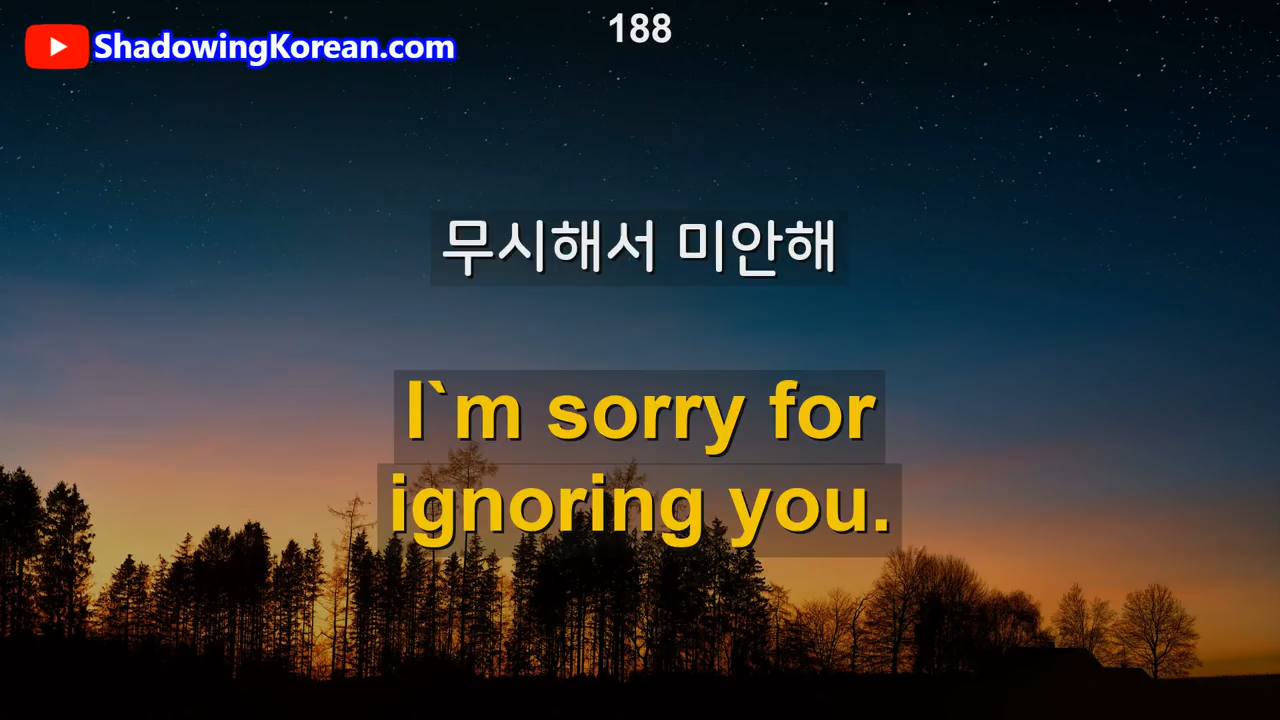 188
ShadowingKorean.com
무시해서 미안해
I`m sorry for
ignoring you.